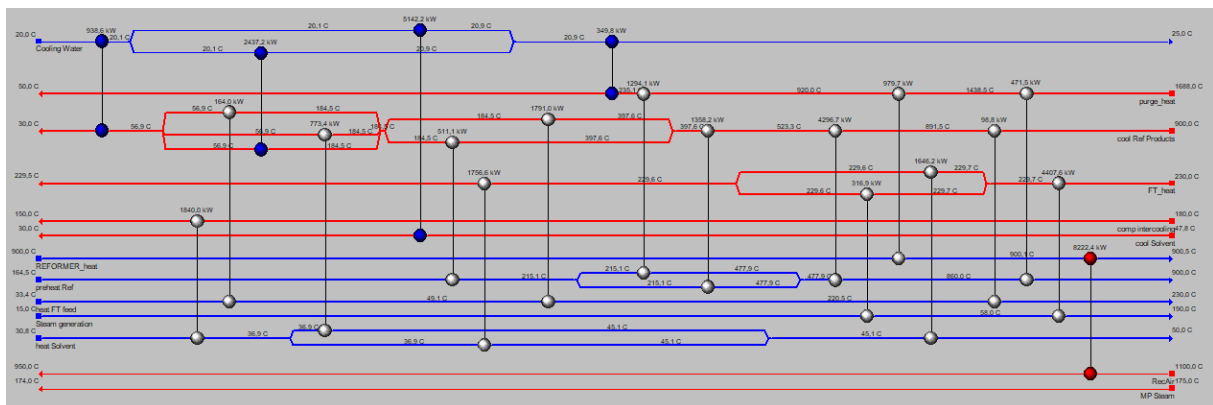 938,6 kW
5142,2 kW
20,0 C
20,1 C
20,1 C
20,9 C
349,8 kW
25,0 C
Cooling Water
2437,2 kW
20,9 C
20,1 C
20,9 C
50,0 C
1294,1 kW
979,7 kW
471,5 kW
1688,0 C
235,1
920,0 C
1438,5 C
purge_heat
164,0 kW
1791,0 kW
56,9 C
184,5 C
184,5 C
397,6 C
30,0 C
56,9 C
773,4 kW
1358,2 kW
4296,7 kW
98,8 kW
900,0 C
56,9 C
184,5 C
184,5 C
511,1 kW
397,6 C
523,3 C
891,5 C
cool Ref Products
56,9 C
184,5 C
397,6 C
1646,2 kW
229,6 C
229,7 C
229,5 C
1756,6 kW
229,6 C
316,9 kW
229,7 C
4407,6 kW
230,0 C
229,6 C
229,7 C
FT_heat
1840,0 kW
150,0 C
180,0 C
comp intercooling
30,0 C
47,8 C
cool Solvent
900,0 C
8222,4 kW
900,5 C
REFORMER_heat
900,1 C
164,5 C
215,1 C
215,1 C
477,9 C
477,9 C
860,0 C
900,0 C
preheat Ref
215,1 C
477,9 C
33,4 C
49,1 C
220,5 C
230,0 C
heat FT feed
15,0 C
58,0 C
190,0 C
Steam generation
30,8 C
36,9 C
36,9 C
45,1 C
45,1 C
50,0 C
heat Solvent
36,9 C
45,1 C
950,0 C
1100,0 C
RecAir
174,0 C
175,0 C
MP Steam